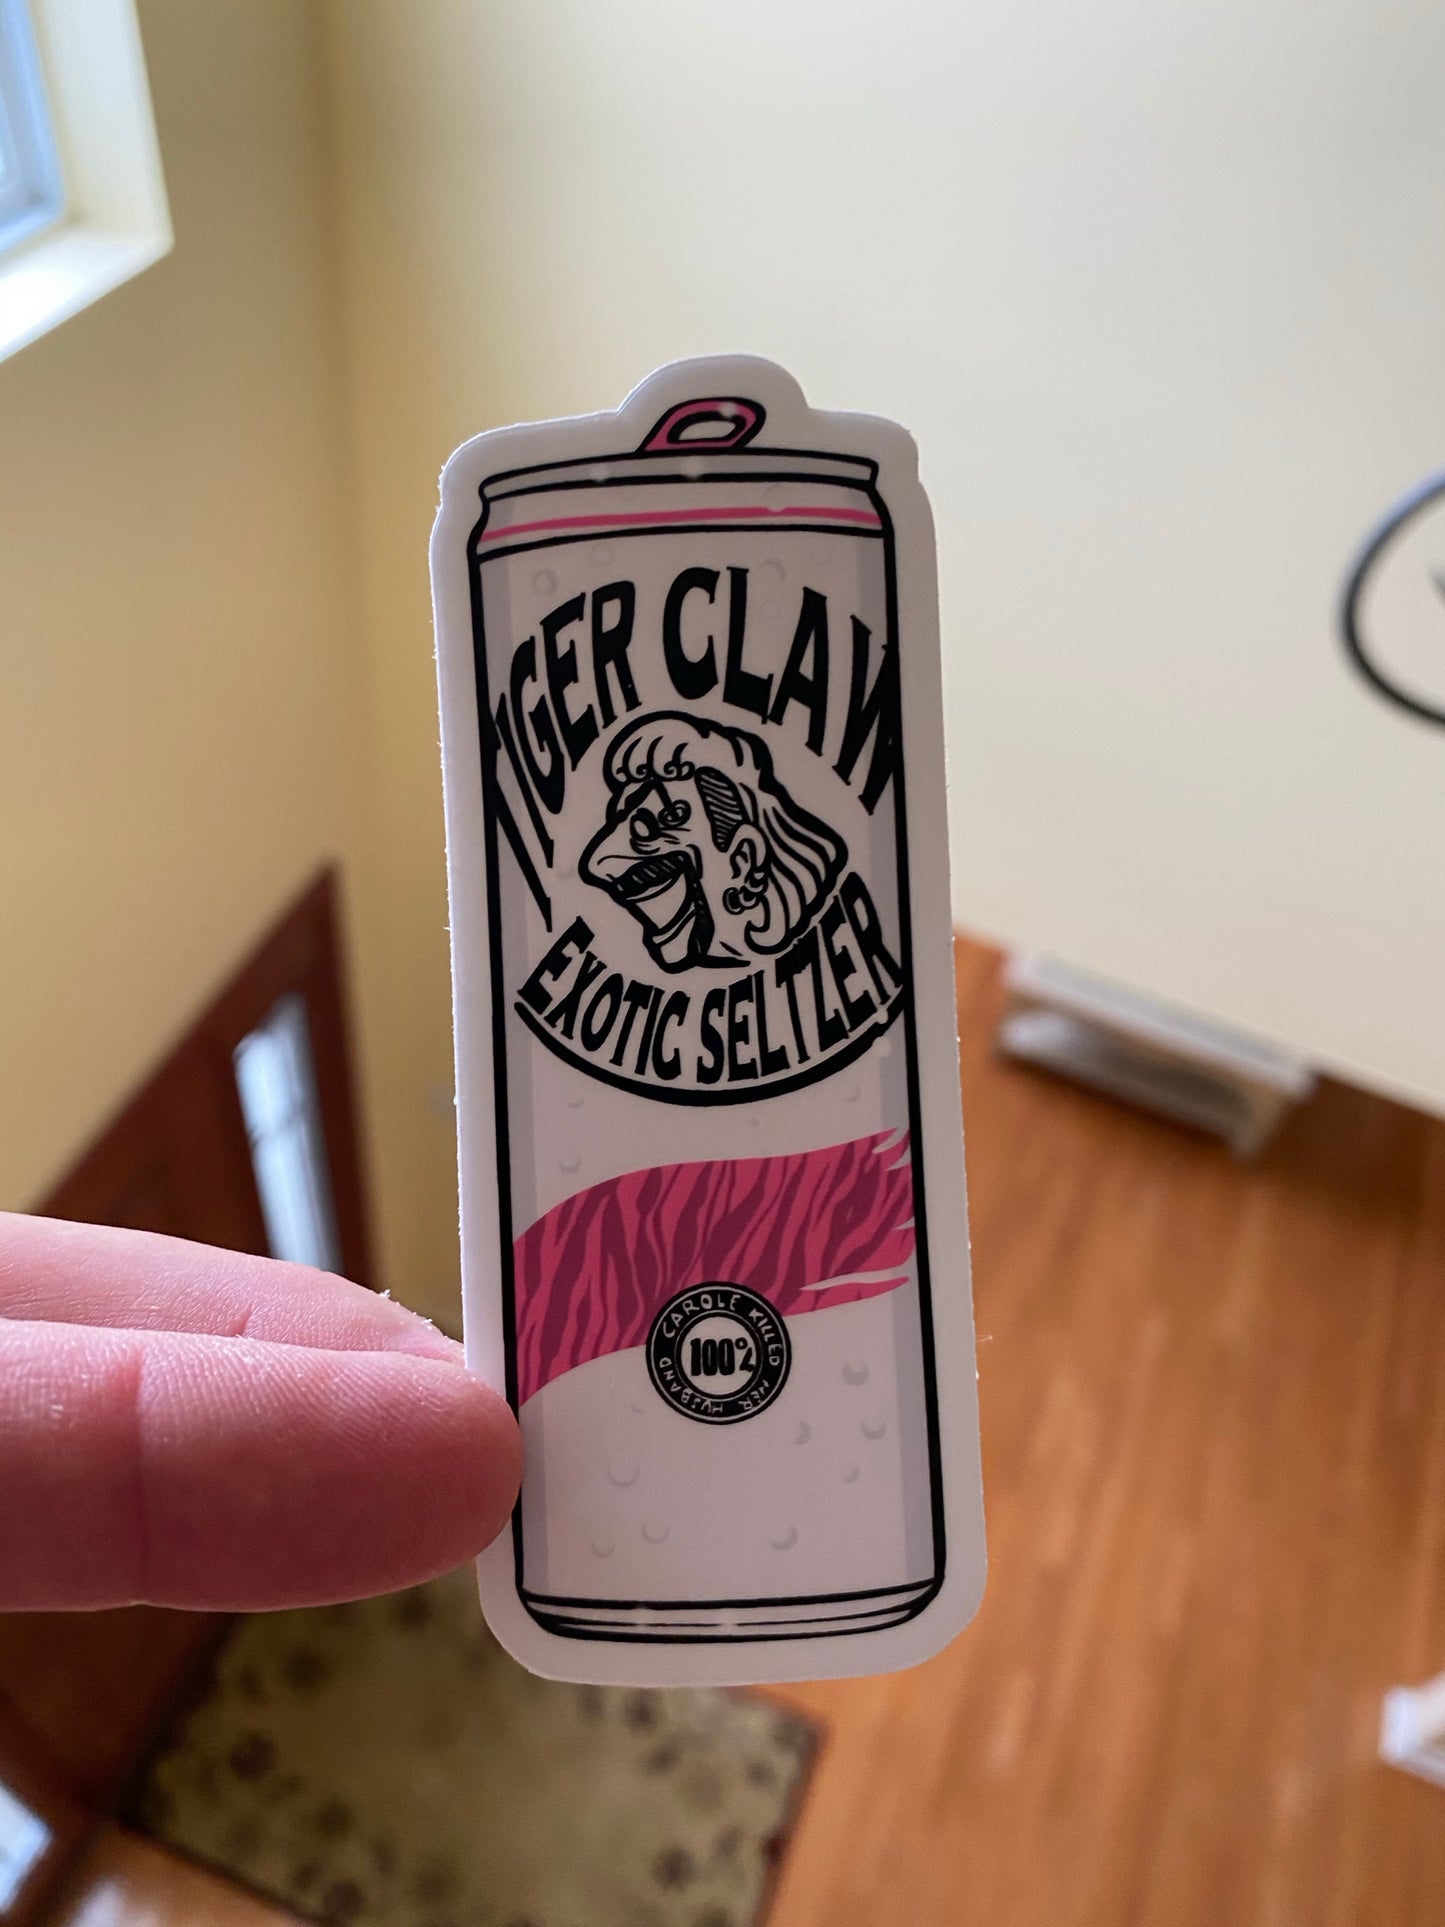 TIGER CLAW
EXOTIC SELTZER
CAROLE KILLED HER HUSBAND
100%